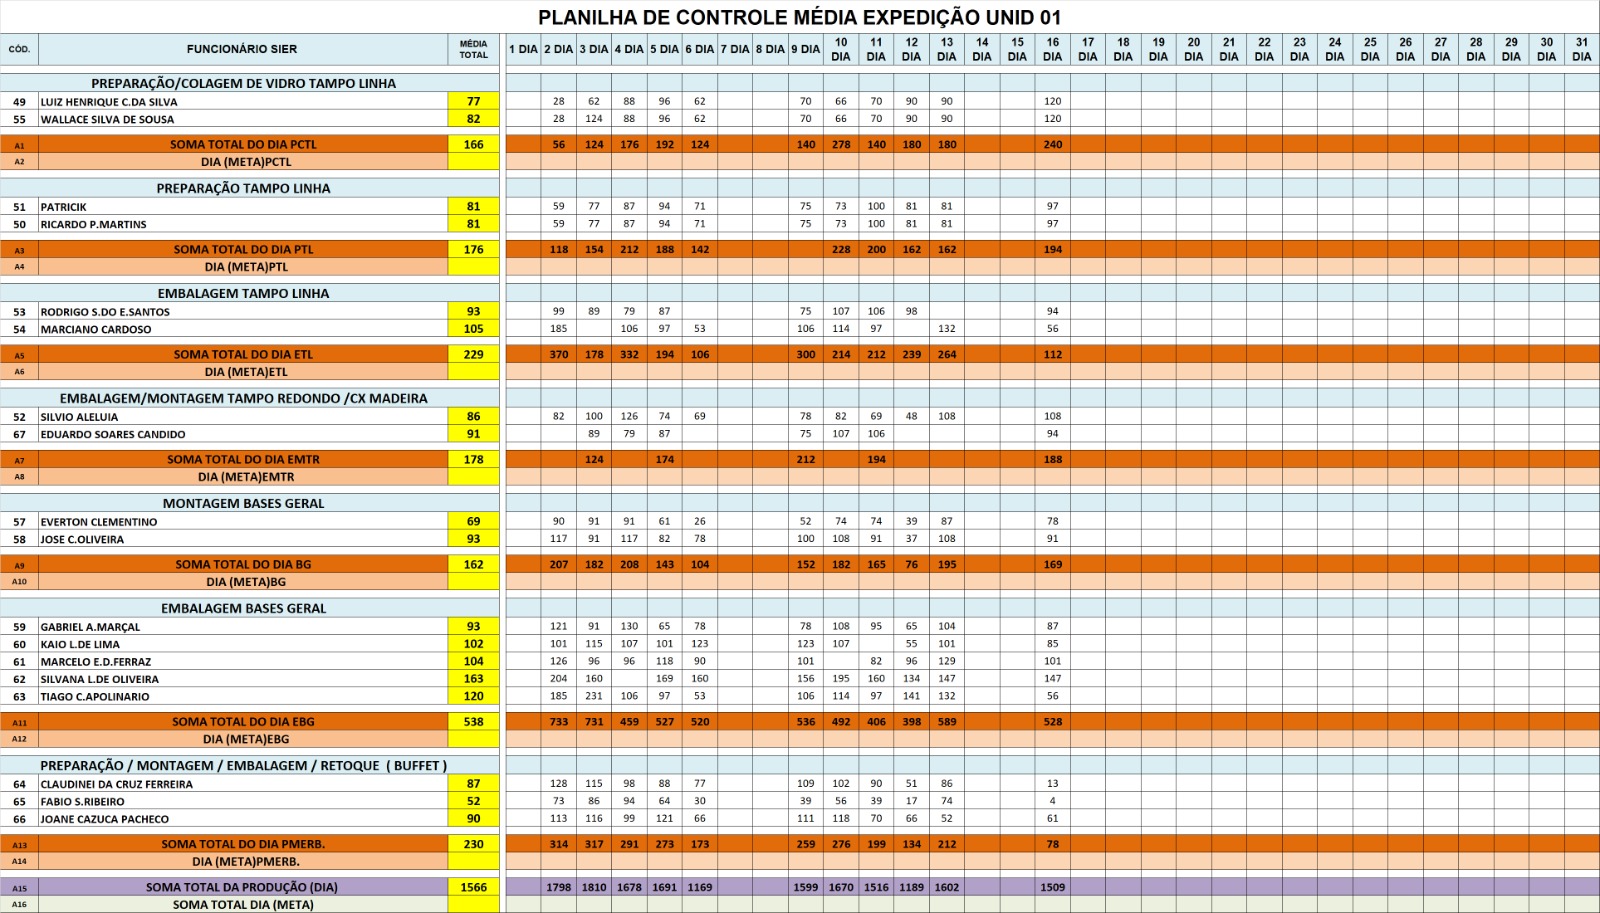 PLANILHA DE CONTROLE MÉDIA EXPEDIÇÃO UNID 01
CÓD. FUNCIONÁRIO SIER MÉDIA TOTAL 1 DIA 2 DIA 3 DIA 4 DIA 5 DIA 6 DIA 7 DIA 8 DIA 9 DIA 10 DIA 11 DIA 12 DIA 13 DIA 14 DIA 15 DIA 16 DIA 17 DIA 18 DIA 19 DIA 20 DIA 21 DIA 22 DIA 23 DIA 24 DIA 25 DIA 26 DIA 27 DIA 28 DIA 29 DIA 30 DIA 31 DIA
PREPARAÇÃO/COLAGEM DE VIDRO TAMPO LINHA
49 LUIZ HENRIQUE C.DA SILVA 77 28 62 88 96 62 70 66 70 90 90 120
55 WALLACE SILVA DE SOUSA 82 28 124 88 96 62 70 66 70 90 90 120
A1 SOMA TOTAL DO DIA PCTL 166 56 124 176 192 124 140 278 140 180 180 240
A2 DIA (META)PCTL
PREPARAÇÃO TAMPO LINHA
51 PATRICIK 81 59 77 87 94 71 75 73 100 81 81 97
50 RICARDO P.MARTINS 81 59 77 87 94 71 75 73 100 81 81 97
A3 SOMA TOTAL DO DIA PTL 176 118 154 212 188 142 228 200 162 162 194
A4 DIA (META)PTL
EMBALAGEM TAMPO LINHA
53 RODRIGO S.DO E.SANTOS 93 99 89 79 87 75 107 106 98 94
54 MARCIANO CARDOSO 105 185 106 97 53 106 114 97 132 56
A5 SOMA TOTAL DO DIA ETL 229 370 178 332 194 106 300 214 212 239 264 112
A6 DIA (META)ETL
EMBALAGEM/MONTAGEM TAMPO REDONDO /CX MADEIRA
52 SILVIO ALELUIA 86 82 100 126 74 69 78 82 69 48 108 108
67 EDUARDO SOARES CANDIDO 91 89 79 87 75 107 106 94
A7 SOMA TOTAL DO DIA EMTR 178 124 174 212 194 188
A8 DIA (META)EMTR
MONTAGEM BASES GERAL
57 EVERTON CLEMENTINO 69 90 91 91 61 26 52 74 74 39 87 78
58 JOSE C.OLIVEIRA 93 117 91 117 82 78 100 108 91 37 108 91
A9 SOMA TOTAL DO DIA BG 162 207 182 208 143 104 152 182 165 76 195 169
A10 DIA (META)BG
EMBALAGEM BASES GERAL
59 GABRIEL A.MARÇAL 93 121 91 130 65 78 78 108 95 65 104 87
60 KAIO L.DE LIMA 102 101 115 107 101 123 123 107 55 101 85
61 MARCELO E.D.FERRAZ 104 126 96 96 118 90 101 82 96 129 101
62 SILVANA L.DE OLIVEIRA 163 204 160 169 160 156 195 160 134 147 147
63 TIAGO C.APOLINARIO 120 185 231 106 97 53 106 114 97 141 132 56
A11 SOMA TOTAL DO DIA EBG 538 733 731 459 527 520 536 492 406 398 589 528
A12 DIA (META)EBG
PREPARAÇÃO / MONTAGEM / EMBALAGEM / RETOQUE ( BUFFET )
64 CLAUDINEI DA CRUZ FERREIRA 87 128 115 98 88 77 109 102 90 51 86 13
65 FABIO S.RIBEIRO 52 73 86 94 64 30 39 56 39 17 74 4
66 JOANE CAZUCA PACHECO 90 113 116 99 121 66 111 118 70 66 52 61
A13 SOMA TOTAL DO DIA PMERB. 230 314 317 291 273 173 259 276 199 134 212 78
A14 DIA (META)PMERB.
A15 SOMA TOTAL DA PRODUÇÃO (DIA) 1566 1798 1810 1678 1691 1169 1599 1670 1516 1189 1602 1509
A16 SOMA TOTAL DIA (META)